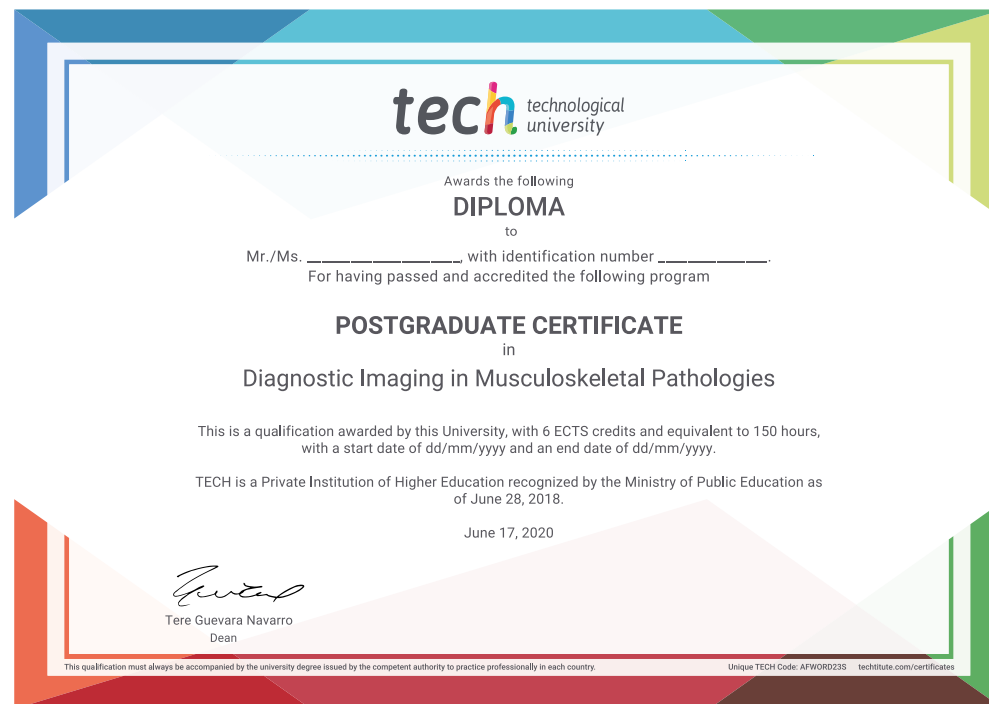 tech technological
university
Awards the following
DIPLOMA
to
Mr./Ms. ____________________, with identification number ______________.
For having passed and accredited the following program
POSTGRADUATE CERTIFICATE
in
Diagnostic Imaging in Musculoskeletal Pathologies
This is a qualification awarded by this University, with 6 ECTS credits and equivalent to 150 hours,
with a start date of dd/mm/yyyy and an end date of dd/mm/yyyy.
TECH is a Private Institution of Higher Education recognized by the Ministry of Public Education as
of June 28, 2018.
June 17, 2020
Tere Guevara Navarro
Dean
This qualification must always be accompanied by the university degree issued by the competent authority to practice professionally in each country.
Unique TECH Code: AFWORD23S techtitute.com/certificates